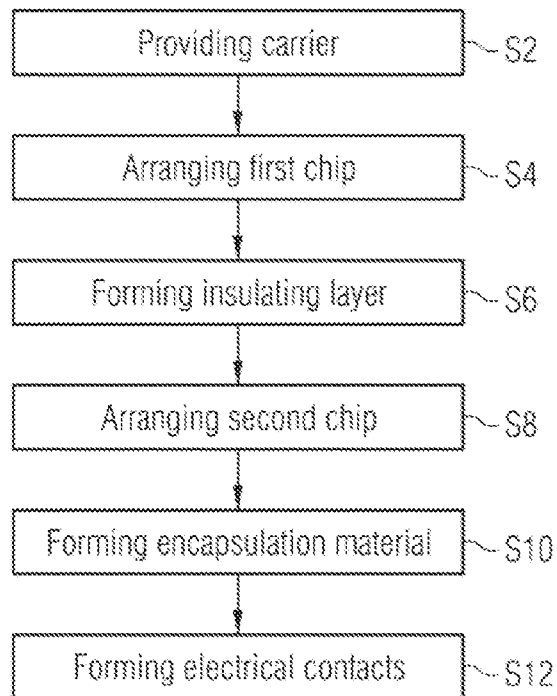 Providing carrier S2
Arranging first chip S4
Forming insulating layer S6
Arranging second chip S8
Forming encapsulation material S10
Forming electrical contacts S12